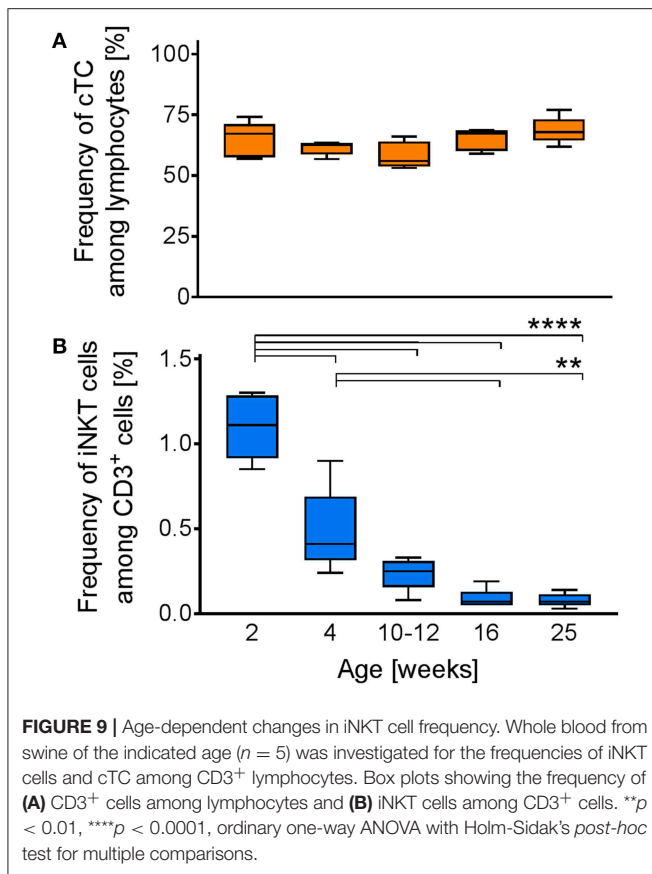 A
Frequency of cTC
among lymphocytes [%]
100
75
50
25
0
B
****
**
Frequency of iNKT cells
among CD3⁺ cells [%]
1.5
1.0
0.5
0.0
2 4 10-12 16 25
Age [weeks]
FIGURE 9 | Age-dependent changes in iNKT cell frequency. Whole blood from
swine of the indicated age (n = 5) was investigated for the frequencies of iNKT
cells and cTC among CD3⁺ lymphocytes. Box plots showing the frequency of
(A) CD3⁺ cells among lymphocytes and (B) iNKT cells among CD3⁺ cells. **p
< 0.01, ****p < 0.0001, ordinary one-way ANOVA with Holm-Sidak's post-hoc
test for multiple comparisons.